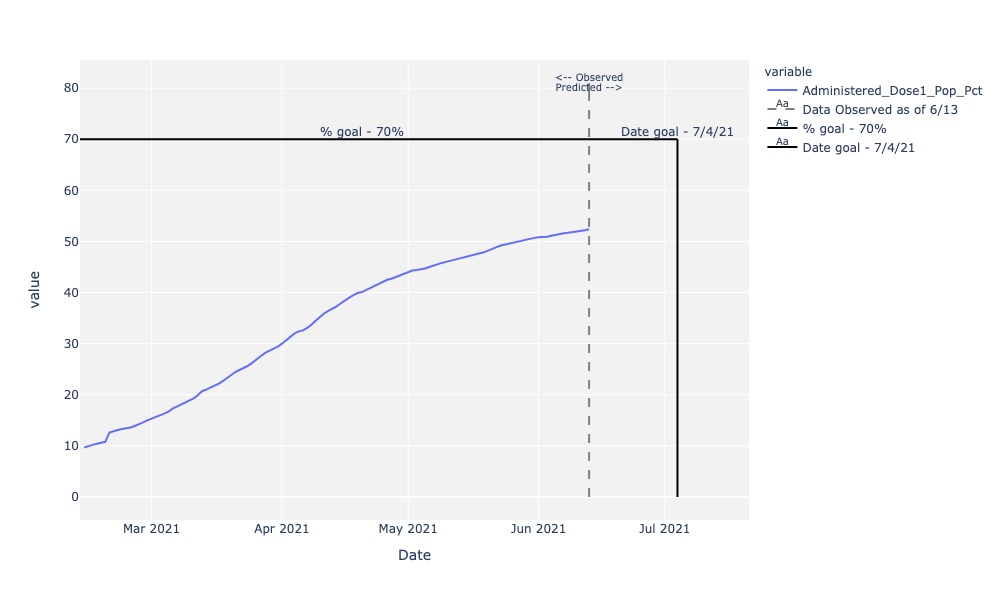 <-- Observed
Predicted -->
% goal - 70%
Date goal - 7/4/21
80
70
60
50
40
30
20
10
0
value
Mar 2021
Apr 2021
May 2021
Jun 2021
Jul 2021
Date
variable
Administered_Dose1_Pop_Pct
Aa
Data Observed as of 6/13
Aa
% goal - 70%
Aa
Date goal - 7/4/21